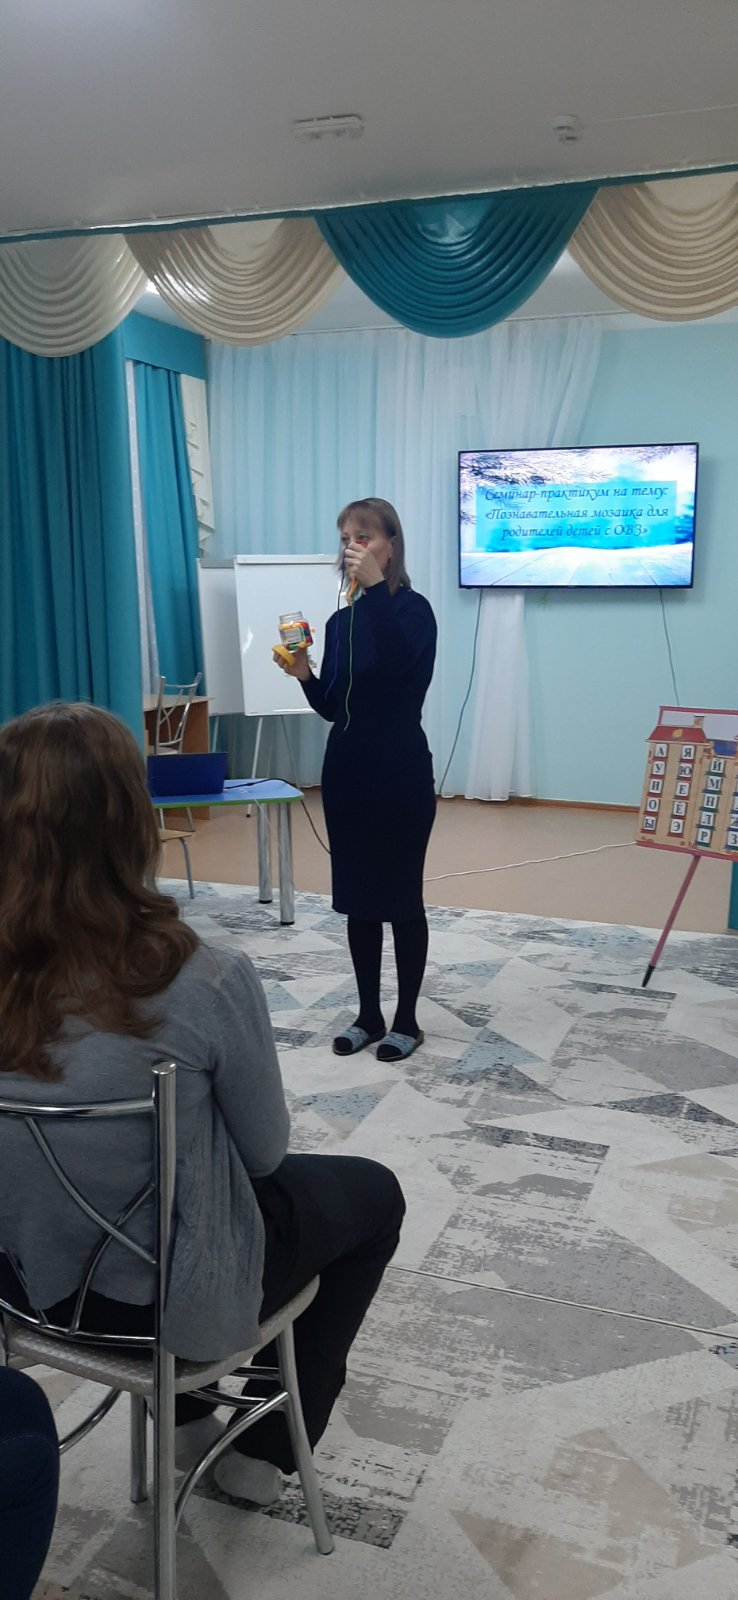 Семинар-практикум на тему:
«Познавательная мозаика для
родителей детей с ОВЗ»
А Я Й
У Ю М
И Е И
О Ё Л
Ы Э Р З